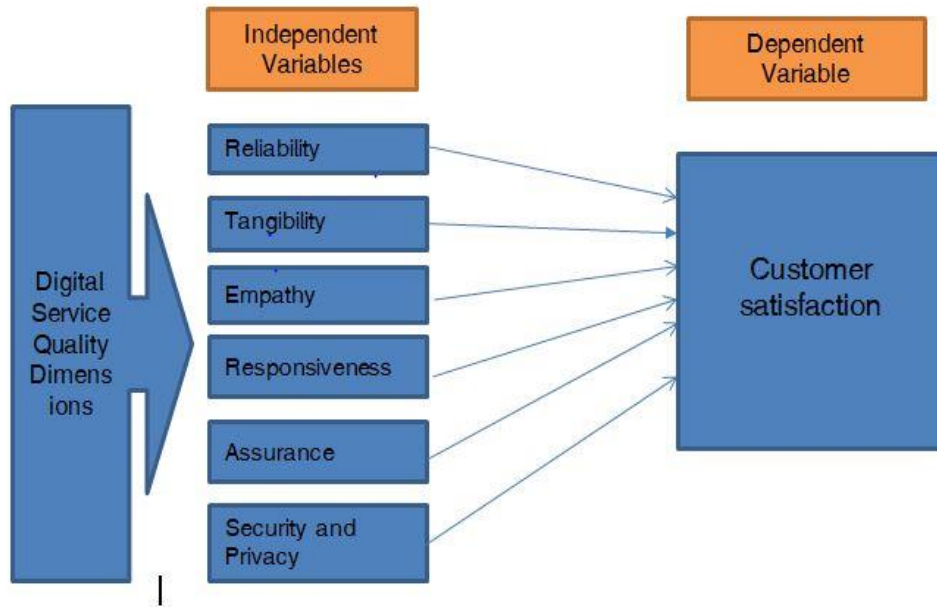 Independent
Variables
Dependent
Variable
Digital
Service
Quality
Dimens
ions
Reliability
Tangibility
Empathy
Responsiveness
Assurance
Security and
Privacy
Customer
satisfaction